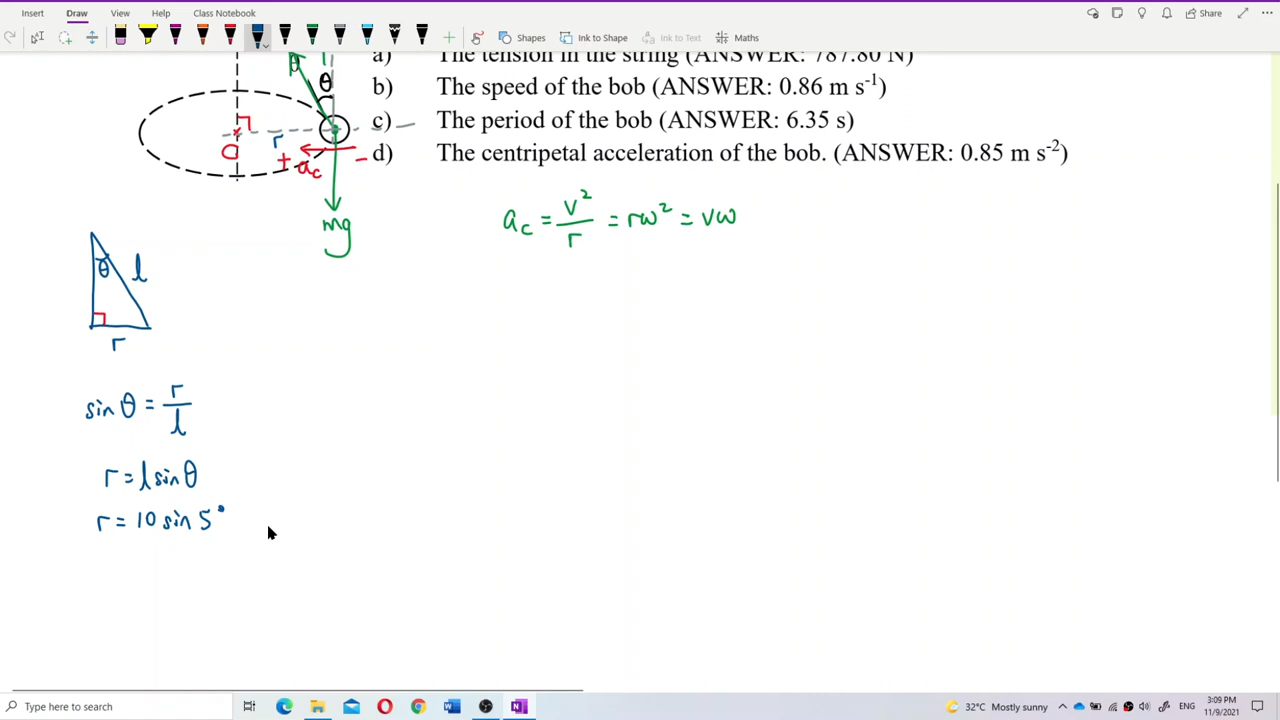 Insert Draw View Class Notebook Share
Shapes Ink to Shape Ink to Text Maths
a) The tension in the string (ANSWER: 787.80 N)
b) The speed of the bob (ANSWER: 0.86 m s⁻¹)
c) The period of the bob (ANSWER: 6.35 s)
d) The centripetal acceleration of the bob. (ANSWER: 0.85 m s⁻²)
θ
θ
r
O
+
ac
-
mg
ac = v²/r = rω² = vω
θ
l
r
sin θ = r/l
r = l sin θ
r = 10 sin 5°
Type here to search
32°C Mostly sunny
ENG
3:09 PM
11/9/2021